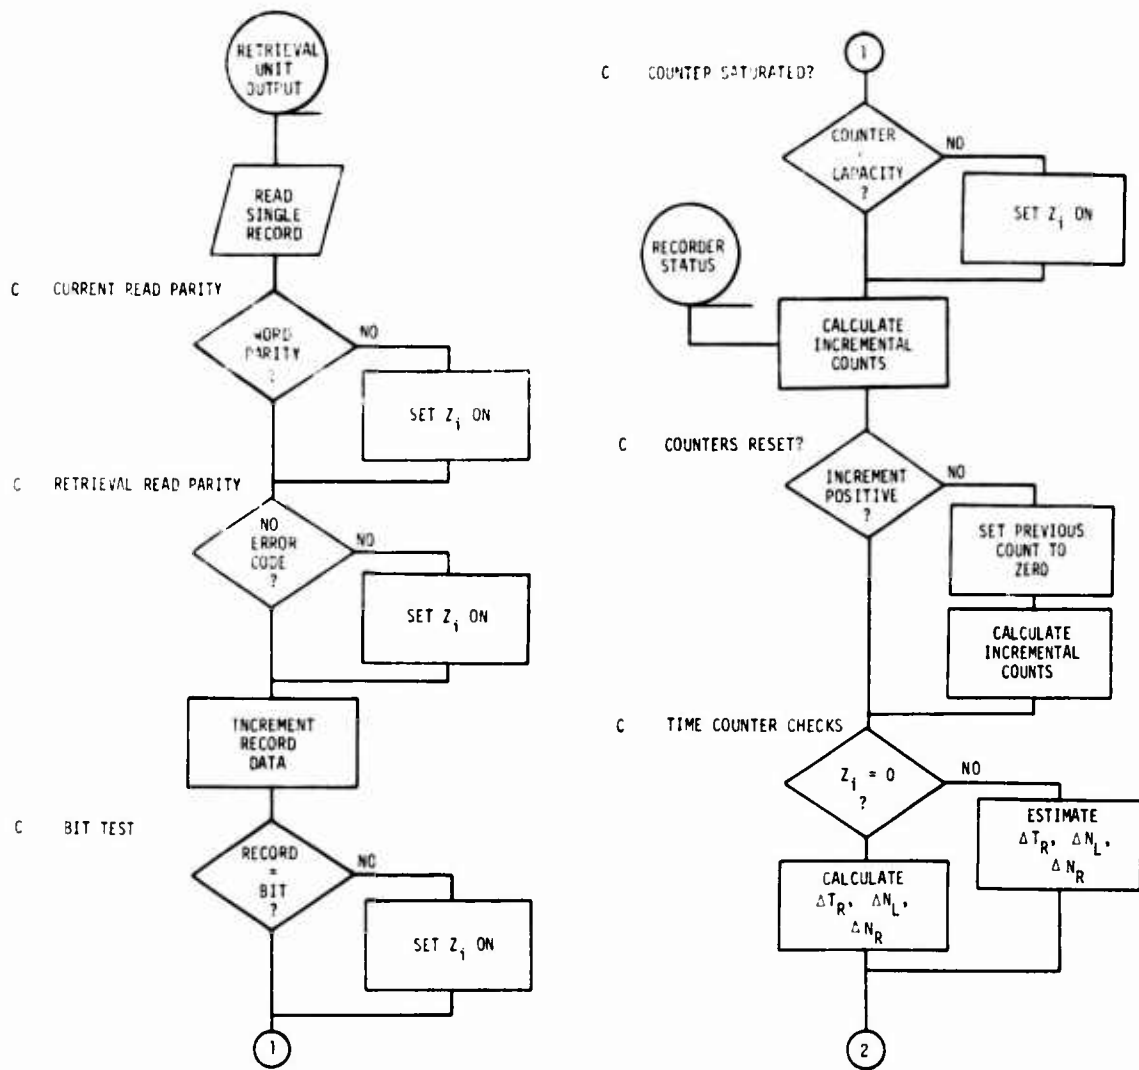 RETRIEVAL
UNIT
OUTPUT
READ
SINGLE
RECORD
C CURRENT READ PARITY
WORD
PARITY
?
NO
SET Z_i ON
C RETRIEVAL READ PARITY
NO
ERROR
CODE
?
NO
SET Z_i ON
INCREMENT
RECORD
DATA
C BIT TEST
RECORD
=
BIT
?
NO
SET Z_i ON
1
1
C COUNTER SATURATED?
COUNTER
CAPACITY
?
NO
SET Z_i ON
RECORDER
STATUS
CALCULATE
INCREMENTAL
COUNTS
C COUNTERS RESET?
INCREMENT
POSITIVE
?
NO
SET PREVIOUS
COUNT TO
ZERO
CALCULATE
INCREMENTAL
COUNTS
C TIME COUNTER CHECKS
Z_i = 0
?
NO
ESTIMATE
ΔT_R, ΔN_L,
ΔN_R
CALCULATE
ΔT_R, ΔN_L,
ΔN_R
2